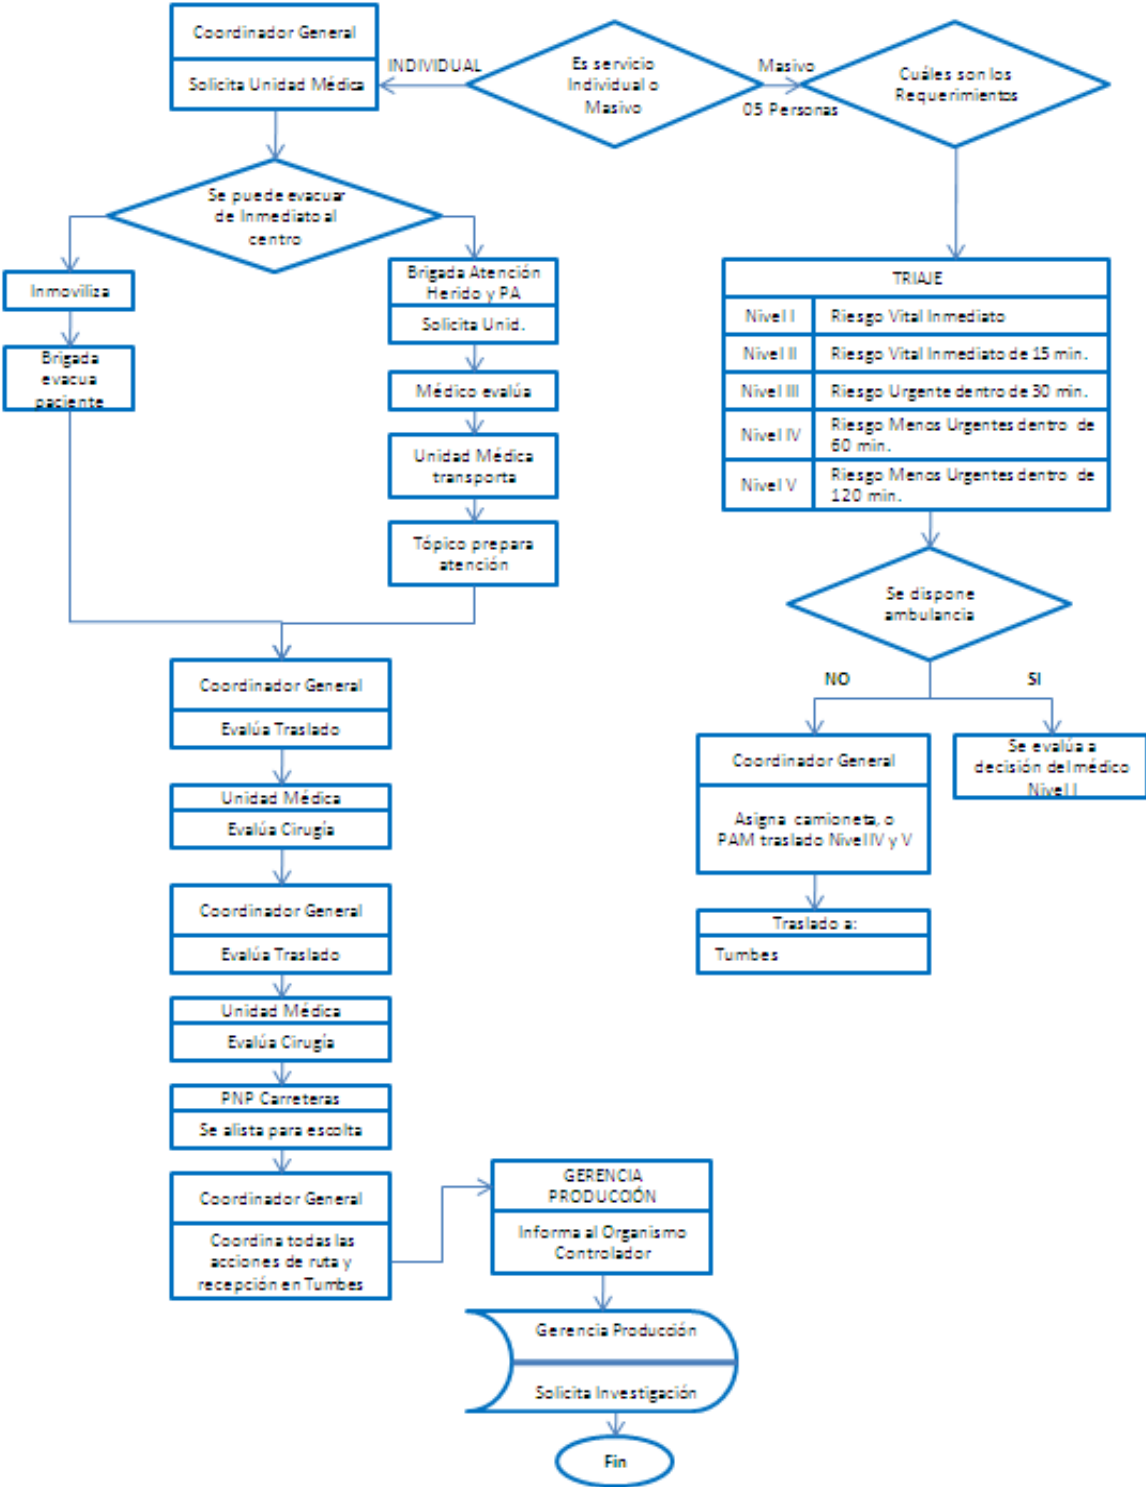 Coordinador General
Solicita Unidad Médica
INDIVIDUAL
Es servicio
Individual o
Masivo
Masivo
05 Personas
Cuáles son los
Requerimientos
Se puede evacuar
de Inmediato al
centro
Inmoviliza
Brigada
evacua
paciente
Brigada Atención
Herido y PA
Solicita Unid.
Médico evalúa
Unidad Médica
transporta
Tópico prepara
atención
TRIAJE
Nivel I
Riesgo Vital Inmediato
Nivel II
Riesgo Vital Inmediato de 15 min.
Nivel III
Riesgo Urgente dentro de 30 min.
Nivel IV
Riesgo Menos Urgentes dentro de
60 min.
Nivel V
Riesgo Menos Urgentes dentro de
120 min.
Se dispone
ambulancia
NO
SI
Coordinador General
Asigna camioneta, o
PAM traslado Nivel IV y V
Se evalúa a
decisión del médico
Nivel I
Traslado a:
Tumbes
Coordinador General
Evalúa Traslado
Unidad Médica
Evalúa Cirugía
Coordinador General
Evalúa Traslado
Unidad Médica
Evalúa Cirugía
PNP Carreteras
Se alista para escolta
Coordinador General
Coordina todas las
acciones de ruta y
recepción en Tumbes
GERENCIA
PRODUCCIÓN
Informa al Organismo
Controlador
Gerencia Producción
Solicita Investigación
Fin